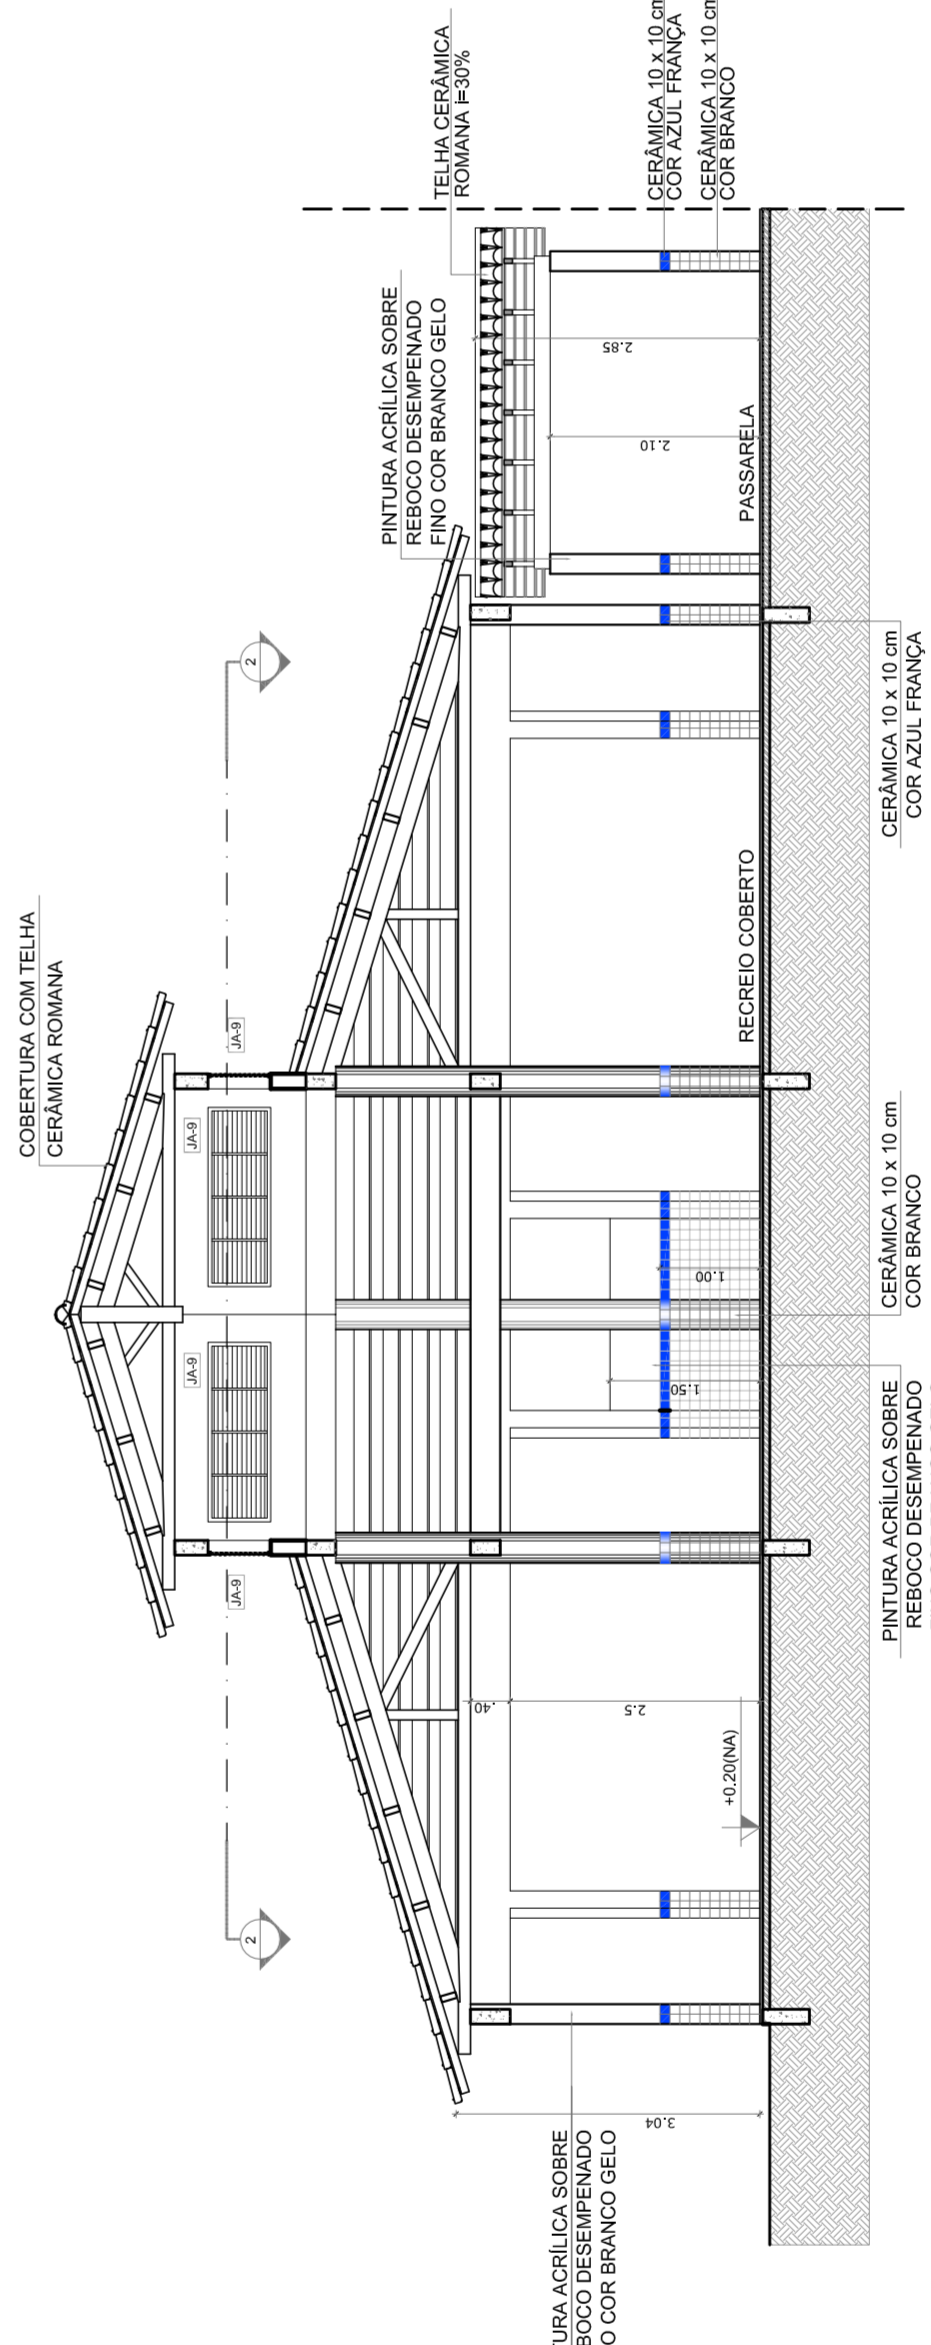 COBERTURA COM TELHA
CERÂMICA ROMANA
TELHA CERÂMICA
ROMANA i=30%
PINTURA ACRÍLICA SOBRE
REBOCO DESEMPENADO
FINO COR BRANCO GELO
CERÂMICA 10 x 10 cm
COR AZUL FRANÇA
CERÂMICA 10 x 10 cm
COR BRANCO
2
2
JA-9
JA-9
JA-9
JA-9
2.85
2.10
PASSARELA
RECREIO COBERTO
1.00
1.50
.40
2.5
+0.20(NA)
3.04
TURA ACRÍLICA SOBRE
BOCO DESEMPENADO
O COR BRANCO GELO
PINTURA ACRÍLICA SOBRE
REBOCO DESEMPENADO
CERÂMICA 10 x 10 cm
COR BRANCO
CERÂMICA 10 x 10 cm
COR AZUL FRANÇA